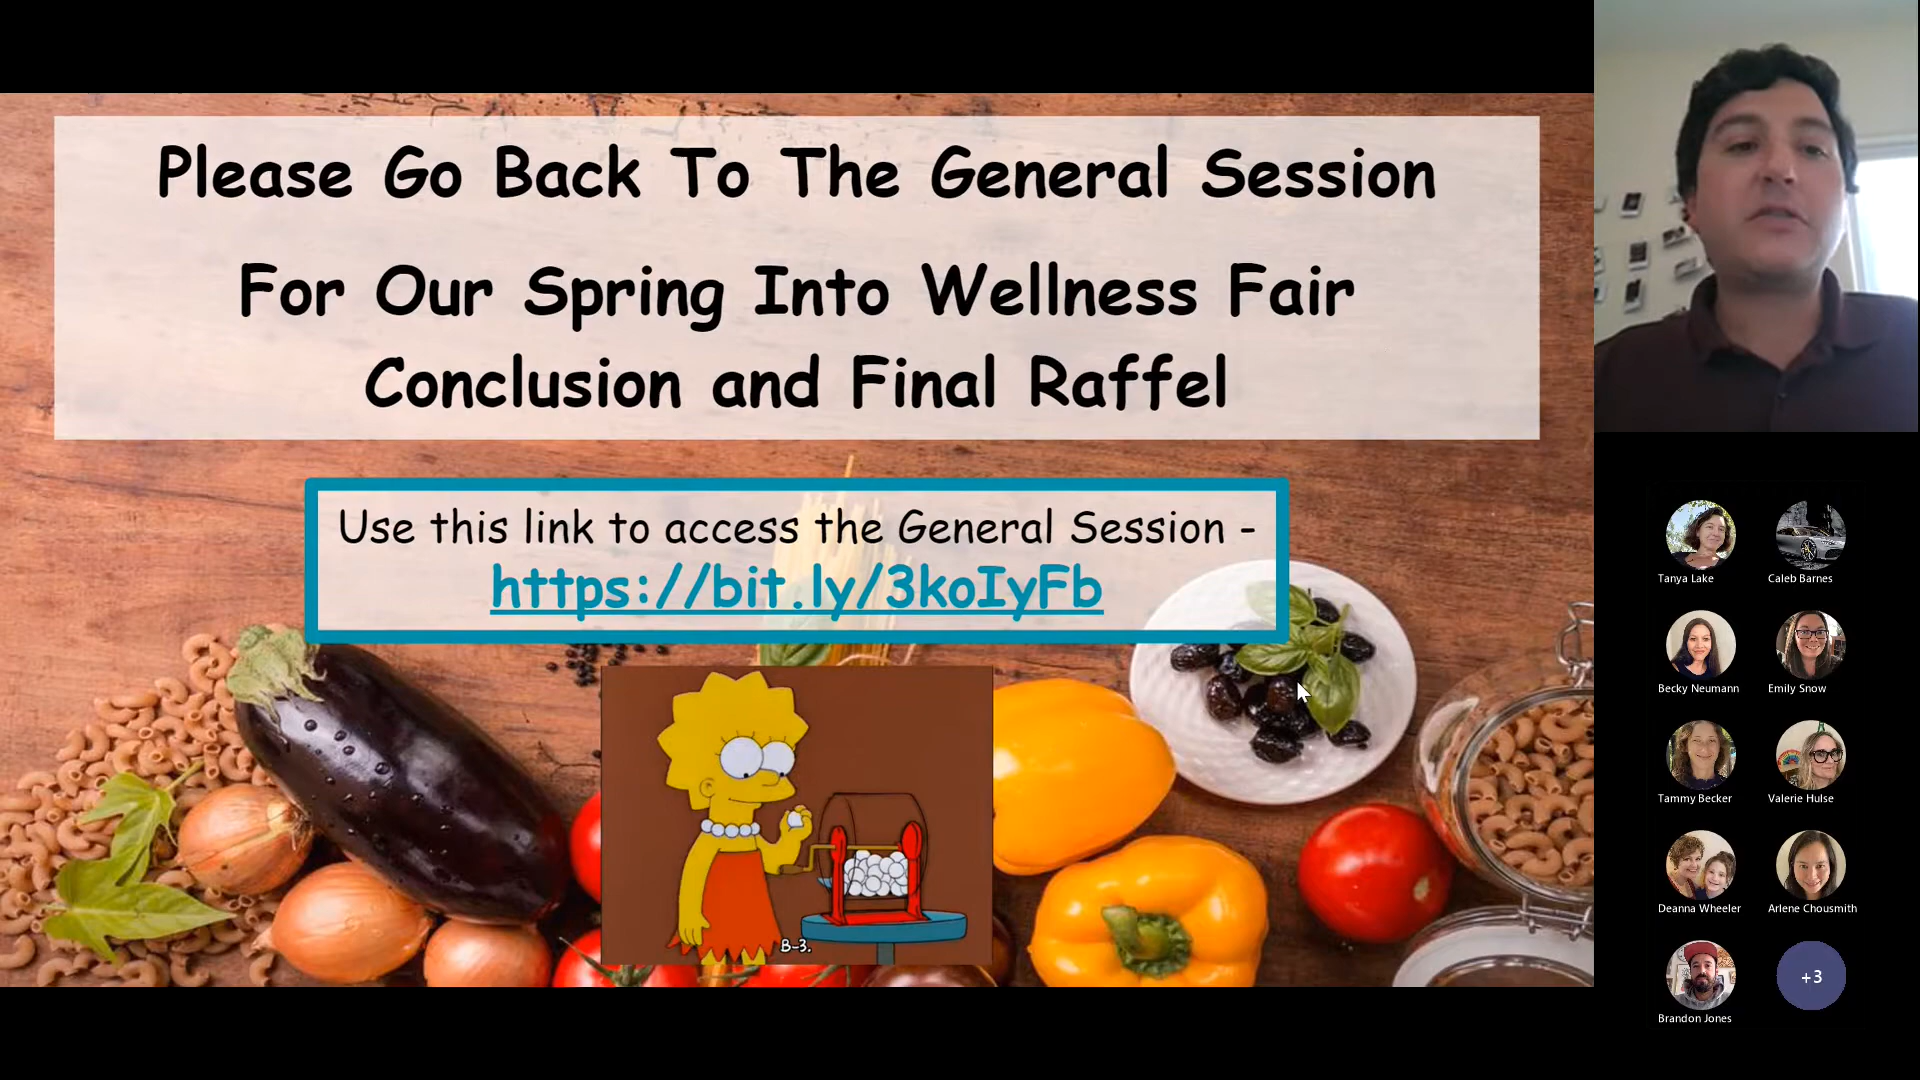 Please Go Back To The General Session
For Our Spring Into Wellness Fair
Conclusion and Final Raffel
Use this link to access the General Session -
https://bit.ly/3koIyFb
B-3.
Tanya Lake
Caleb Barnes
Becky Neumann
Emily Snow
Tammy Becker
Valerie Hulse
Deanna Wheeler
Arlene Chousmith
Brandon Jones
+3